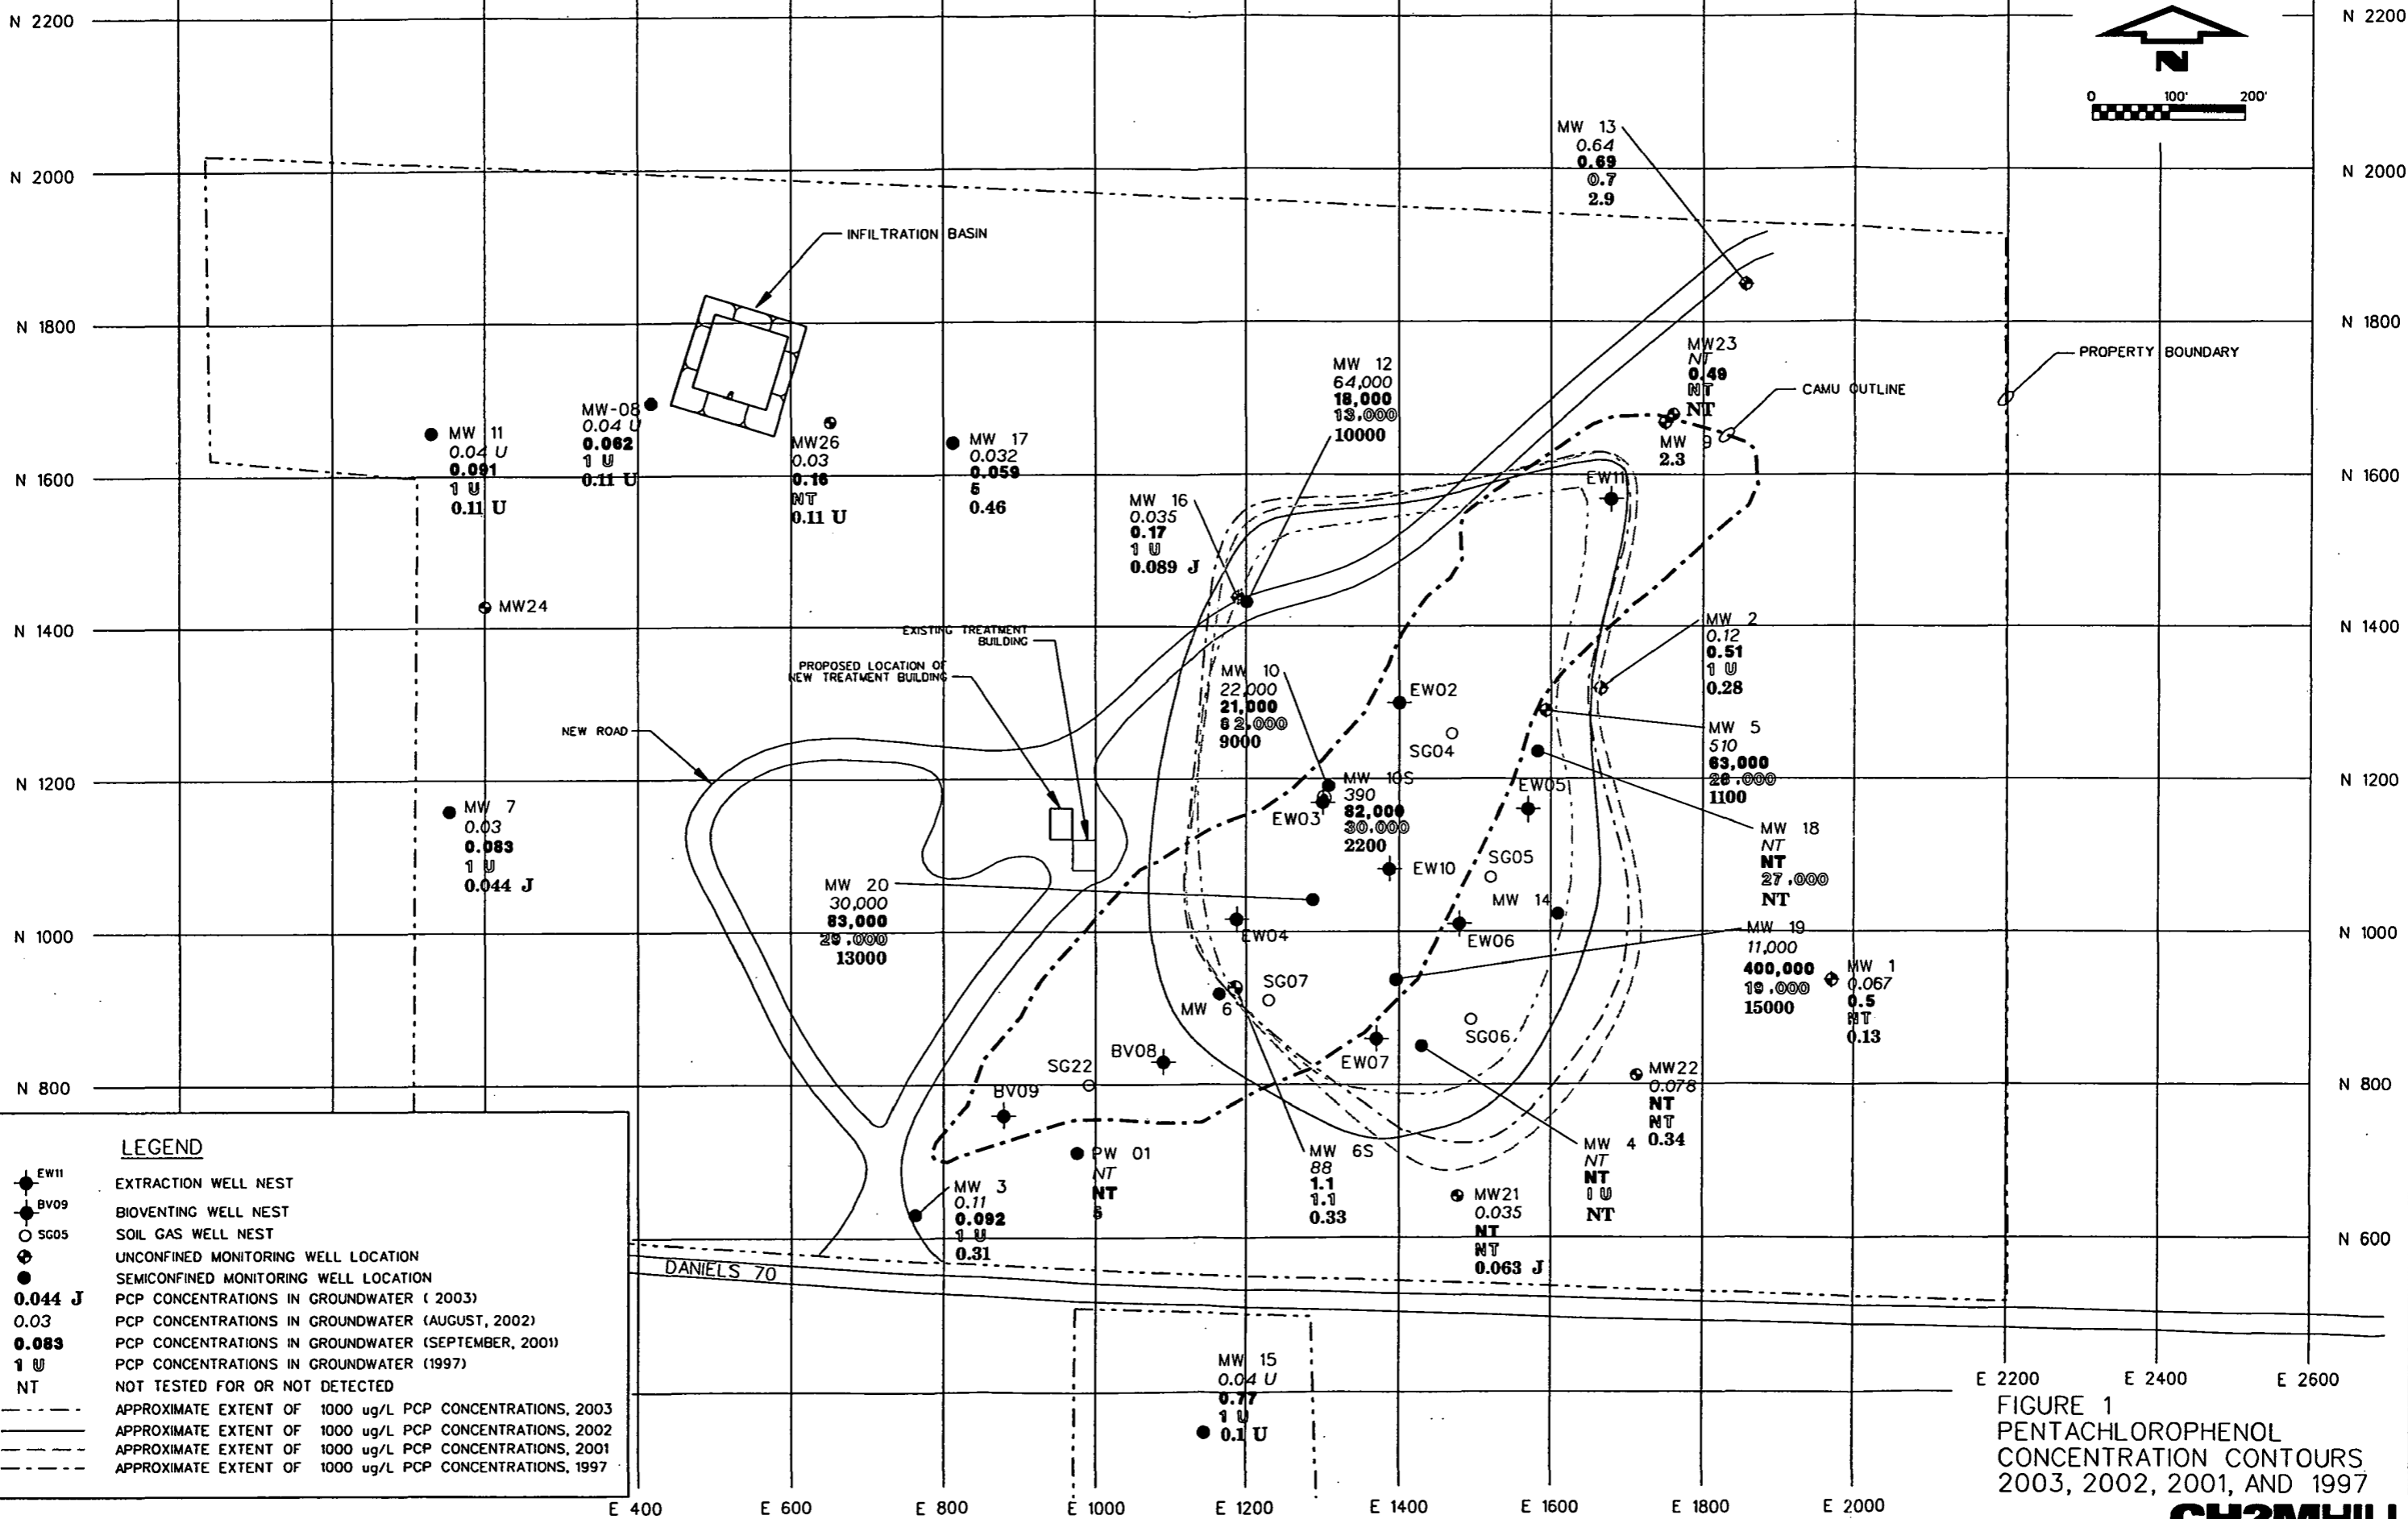 N 2200
N 2000
N 1800
N 1600
N 1400
N 1200
N 1000
N 800
N 2200
N 2000
N 1800
N 1600
N 1400
N 1200
N 1000
N 800
N 600
N
0 100' 200'
INFILTRATION BASIN
MW 13
0.64
0.69
0.7
2.9
PROPERTY BOUNDARY
CAMU OUTLINE
MW23
NT
0.49
NT
NT
MW 9
2.3
MW 12
64,000
18,000
13,000
10000
MW 11
0.04 U
0.091
1 U
0.11 U
MW-08
0.04 U
0.062
1 U
0.11 U
MW26
0.03
0.16
NT
0.11 U
MW 17
0.032
0.059
5
0.46
MW 16
0.035
0.17
1 U
0.089 J
EW11
MW24
EXISTING TREATMENT
BUILDING
PROPOSED LOCATION OF
NEW TREATMENT BUILDING
NEW ROAD
MW 10
22,000
21,000
62,000
9000
EW02
SG04
MW 2
0.12
0.51
1 U
0.28
MW 5
510
63,000
28,000
1100
MW 10S
390
82,000
30,000
2200
EW03
EW05
MW 7
0.03
0.083
1 U
0.044 J
MW 18
NT
NT
27,000
NT
EW10
SG05
MW 14
MW 20
30,000
83,000
29,000
13000
EW04
EW06
MW 19
11,000
400,000
19,000
15000
MW 1
0.067
0.5
NT
0.13
MW 6
SG07
SG06
EW07
BV08
SG22
BV09
MW22
0.078
NT
NT
0.34
MW 4
NT
NT
1 U
NT
MW 6S
88
1.1
1.1
0.33
PW 01
NT
NT
5
MW 3
0.11
0.092
1 U
0.31
MW21
0.035
NT
NT
0.063 J
DANIELS 70
MW 15
0.04 U
0.77
1 U
0.1 U
LEGEND
EW11 EXTRACTION WELL NEST
BV09 BIOVENTING WELL NEST
SG05 SOIL GAS WELL NEST
UNCONFINED MONITORING WELL LOCATION
SEMICONFINED MONITORING WELL LOCATION
0.044 J PCP CONCENTRATIONS IN GROUNDWATER ( 2003)
0.03 PCP CONCENTRATIONS IN GROUNDWATER (AUGUST, 2002)
0.083 PCP CONCENTRATIONS IN GROUNDWATER (SEPTEMBER, 2001)
1 U PCP CONCENTRATIONS IN GROUNDWATER (1997)
NT NOT TESTED FOR OR NOT DETECTED
APPROXIMATE EXTENT OF 1000 ug/L PCP CONCENTRATIONS, 2003
APPROXIMATE EXTENT OF 1000 ug/L PCP CONCENTRATIONS, 2002
APPROXIMATE EXTENT OF 1000 ug/L PCP CONCENTRATIONS, 2001
APPROXIMATE EXTENT OF 1000 ug/L PCP CONCENTRATIONS, 1997
E 400 E 600 E 800 E 1000 E 1200 E 1400 E 1600 E 1800 E 2000
E 2200 E 2400 E 2600
FIGURE 1
PENTACHLOROPHENOL
CONCENTRATION CONTOURS
2003, 2002, 2001, AND 1997
CH2MHILL